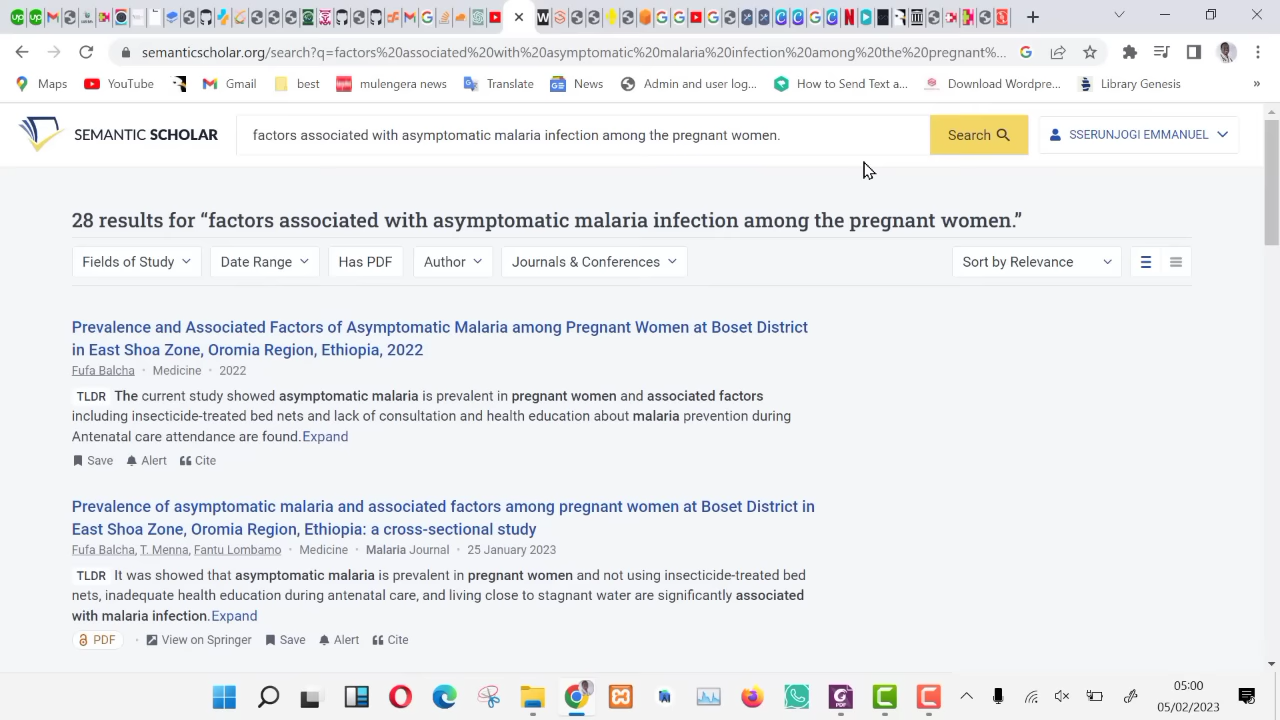 semanticscholar.org/search?q=factors%20associated%20with%20asymptomatic%20malaria%20infection%20among%20the%20pregnant%...
Maps YouTube Gmail best mulengera news Translate News Admin and user log... How to Send Text a... Download Wordpre... Library Genesis »
SEMANTIC SCHOLAR factors associated with asymptomatic malaria infection among the pregnant women. Search SSERUNJOGI EMMANUEL
28 results for “factors associated with asymptomatic malaria infection among the pregnant women.”
Fields of Study Date Range Has PDF Author Journals & Conferences Sort by Relevance
Prevalence and Associated Factors of Asymptomatic Malaria among Pregnant Women at Boset District
in East Shoa Zone, Oromia Region, Ethiopia, 2022
Fufa Balcha · Medicine · 2022
TLDR The current study showed asymptomatic malaria is prevalent in pregnant women and associated factors
including insecticide-treated bed nets and lack of consultation and health education about malaria prevention during
Antenatal care attendance are found.Expand
Save Alert Cite
Prevalence of asymptomatic malaria and associated factors among pregnant women at Boset District in
East Shoa Zone, Oromia Region, Ethiopia: a cross-sectional study
Fufa Balcha, T. Menna, Fantu Lombamo · Medicine · Malaria Journal · 25 January 2023
TLDR It was showed that asymptomatic malaria is prevalent in pregnant women and not using insecticide-treated bed
nets, inadequate health education during antenatal care, and living close to stagnant water are significantly associated
with malaria infection.Expand
PDF · View on Springer Save Alert Cite
05:00
05/02/2023